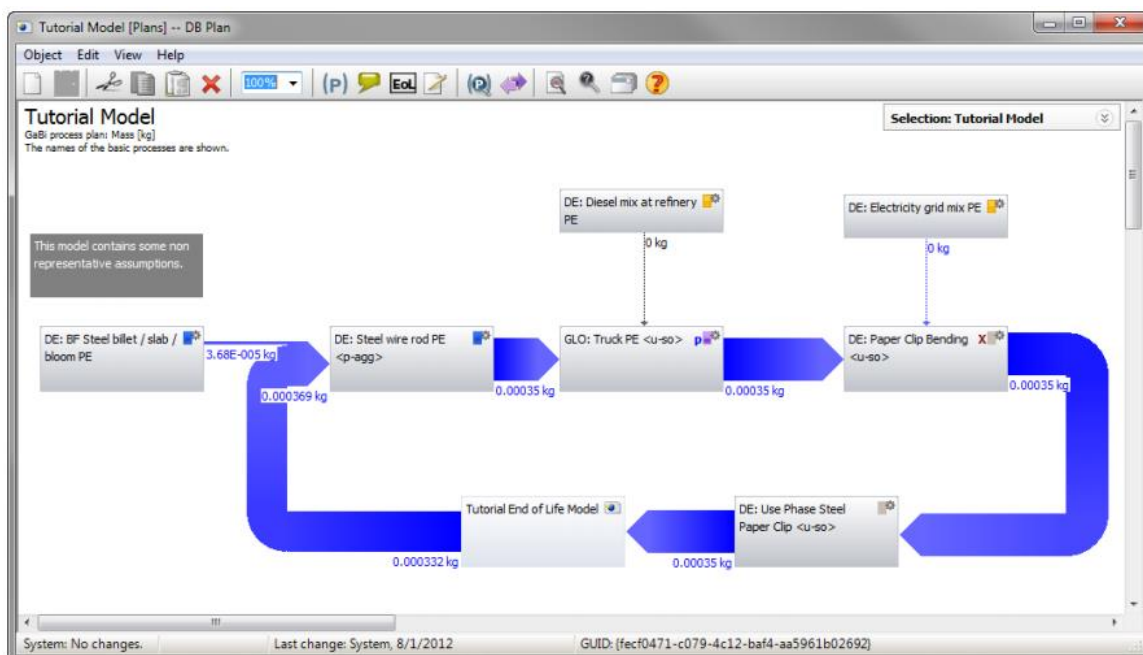 Tutorial Model [Plans] -- DB Plan
Object Edit View Help
100% (P) EoL (P) ?
Tutorial Model
GaBi process plan: Mass [kg]
The names of the basic processes are shown.
Selection: Tutorial Model
DE: Diesel mix at refinery
PE
DE: Electricity grid mix PE
0 kg
0 kg
This model contains some non
representative assumptions.
DE: BF Steel billet / slab /
bloom PE
3.68E-005 kg
0.000369 kg
DE: Steel wire rod PE
<p-agg>
0.00035 kg
GLO: Truck PE <u-so> p
0.00035 kg
DE: Paper Clip Bending X
<u-so>
0.00035 kg
Tutorial End of Life Model
0.000332 kg
DE: Use Phase Steel
Paper Clip <u-so>
0.00035 kg
System: No changes.
Last change: System, 8/1/2012
GUID: {fecf0471-c079-4c12-baf4-aa5961b02692}